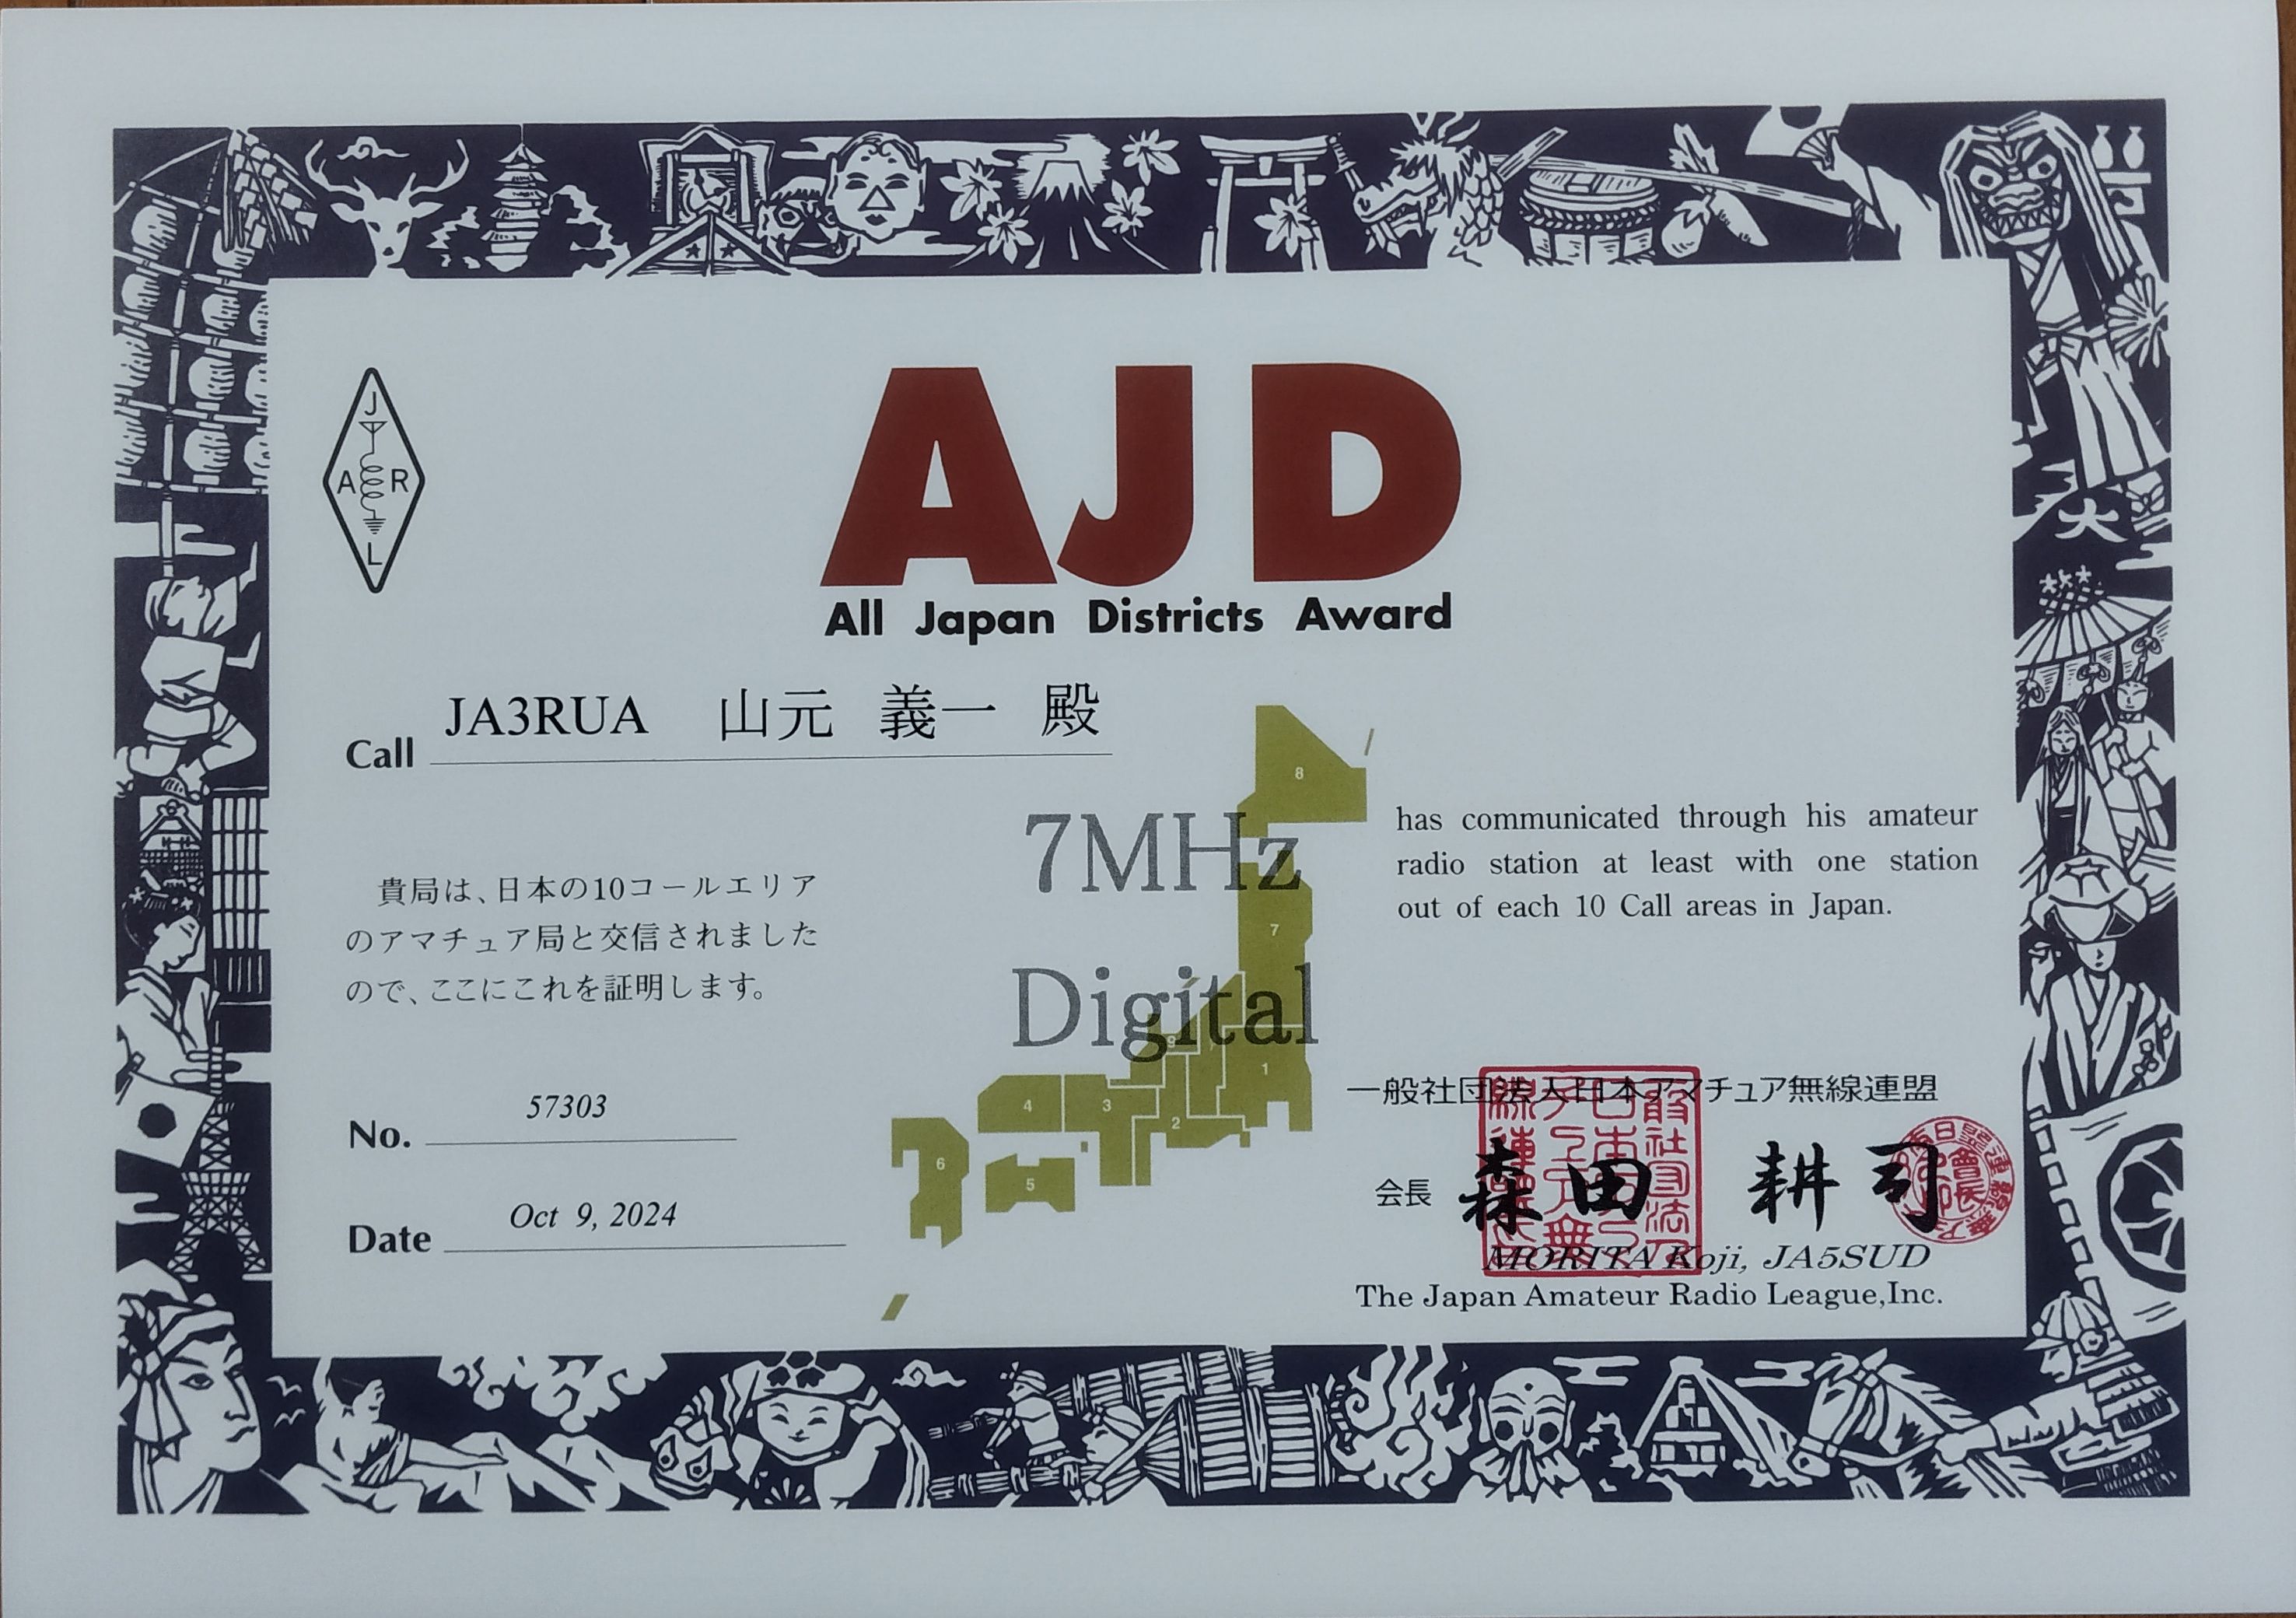 J
A R
L
AJD
All Japan Districts Award
Call JA3RUA 山元 義一 殿
貴局は、日本の10コールエリア
のアマチュア局と交信されました
ので、ここにこれを証明します。
7MHz
Digital
has communicated through his amateur
radio station at least with one station
out of each 10 Call areas in Japan.
8
7
9
1
4 3
2
6
5
No. 57303
Date Oct 9, 2024
一般社団法人日本アマチュア無線連盟
会長 森田 耕司
MORITA Koji, JA5SUD
The Japan Amateur Radio League,Inc.
大